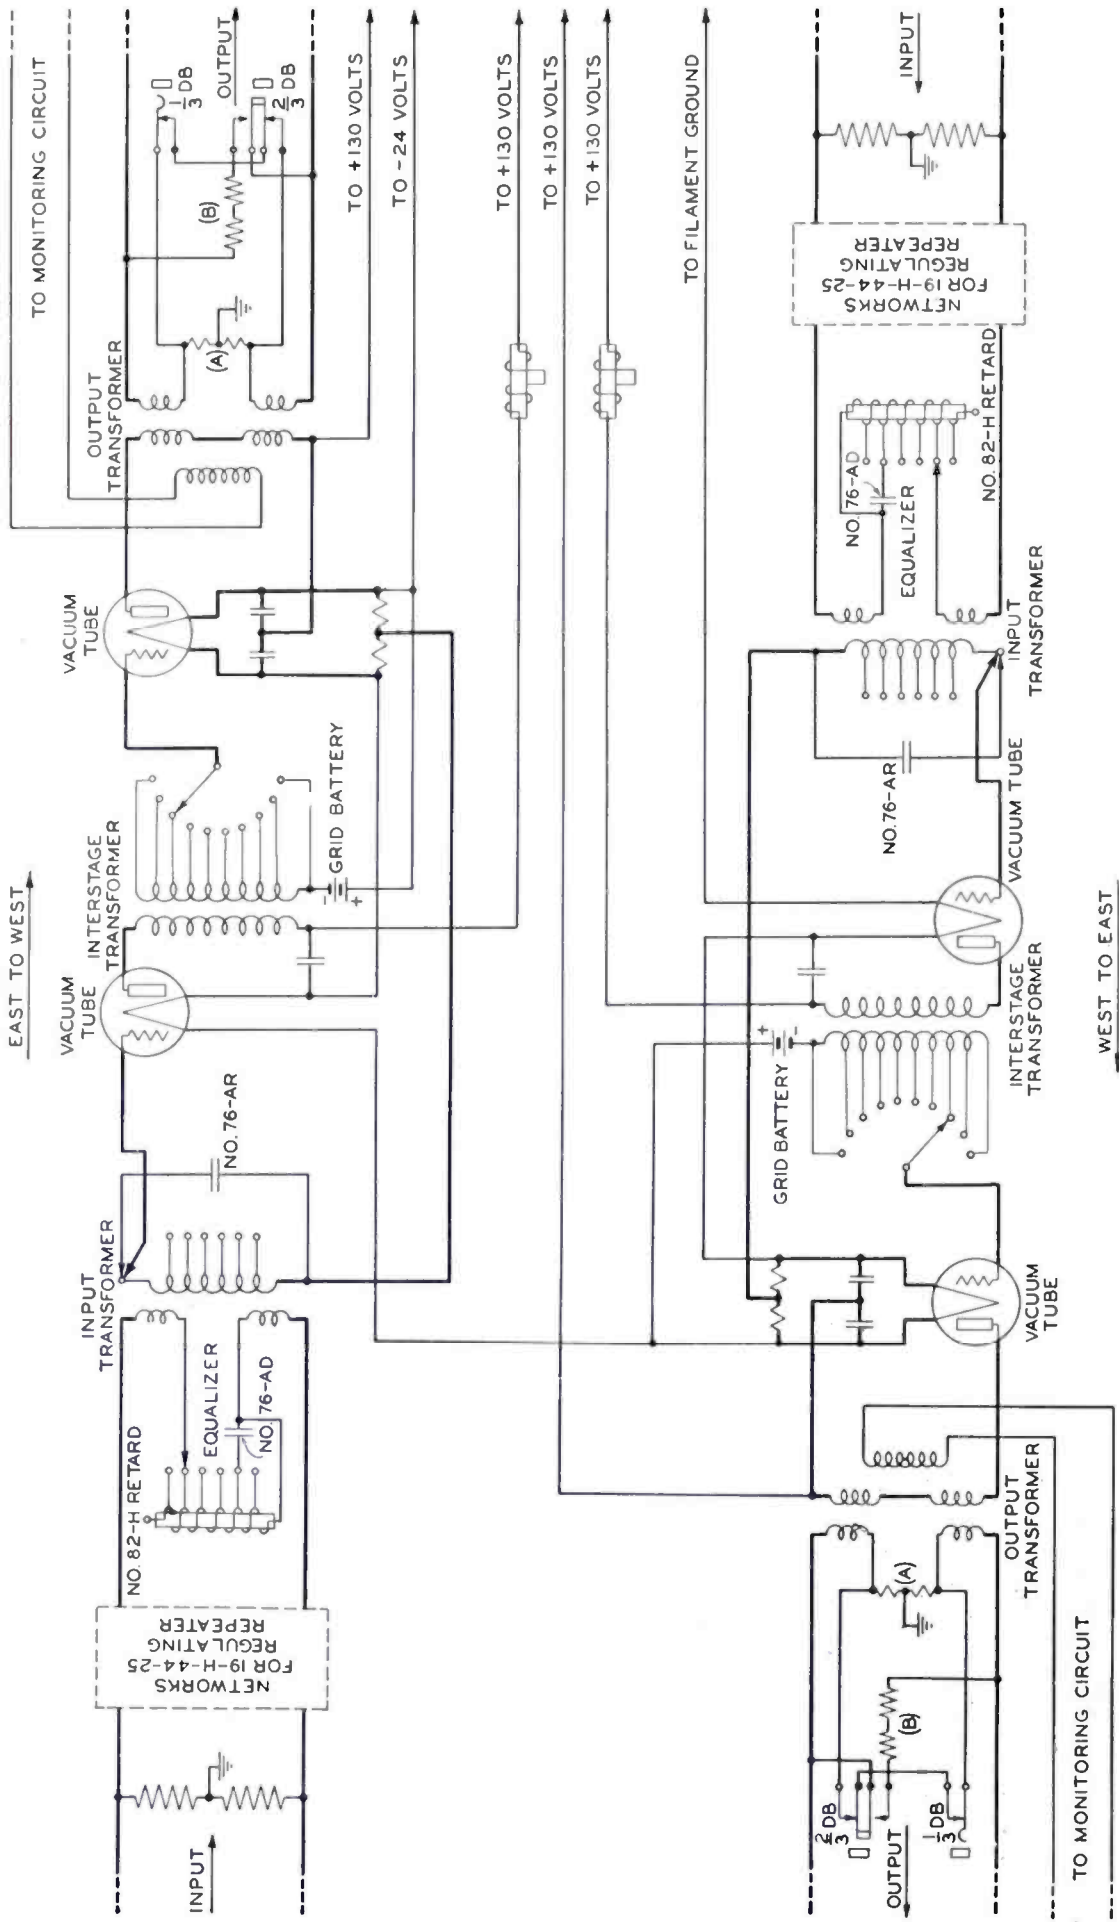 EAST TO WEST
INPUT
NETWORKS
FOR 19-H-44-25
REGULATING
REPEATER
NO. 82-H RETARD
EQUALIZER
NO. 76-AD
INPUT
TRANSFORMER
NO. 76-AR
VACUUM
TUBE
INTERSTAGE
TRANSFORMER
-
+
GRID BATTERY
VACUUM
TUBE
OUTPUT
TRANSFORMER
(A)
(B)
1/3 DB
OUTPUT
2/3 DB
TO MONITORING CIRCUIT
TO +130 VOLTS
TO -24 VOLTS
TO +130 VOLTS
TO +130 VOLTS
TO +130 VOLTS
TO FILAMENT GROUND
INPUT
NETWORKS
FOR 19-H-44-25
REGULATING
REPEATER
NO. 82-H RETARD
NO. 76-AD
EQUALIZER
INPUT
TRANSFORMER
NO. 76-AR
VACUUM TUBE
INTERSTAGE
TRANSFORMER
+
-
GRID BATTERY
VACUUM
TUBE
OUTPUT
TRANSFORMER
(A)
(B)
2/3 DB
OUTPUT
1/3 DB
TO MONITORING CIRCUIT
WEST TO EAST